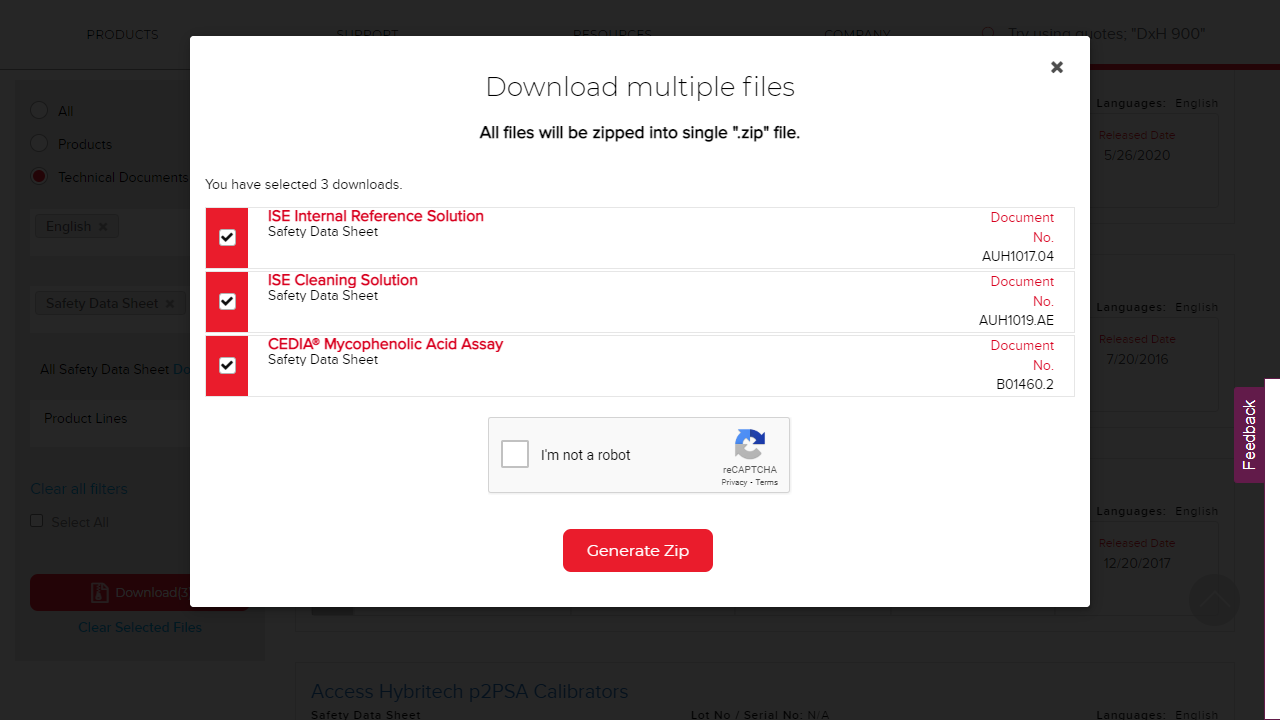 PRODUCTS
SUPPORT
RESOURCES
COMPANY
Try using quotes: "DxH 900"
Download multiple files
All files will be zipped into single ".zip" file.
You have selected 3 downloads.
ISE Internal Reference Solution
Safety Data Sheet
Document
No.
AUH1017.04
ISE Cleaning Solution
Safety Data Sheet
Document
No.
AUH1019.AE
CEDIA® Mycophenolic Acid Assay
Safety Data Sheet
Document
No.
B01460.2
I'm not a robot
reCAPTCHA
Privacy - Terms
Generate Zip
All
Products
Technical Documents
English
Safety Data Sheet
All Safety Data Sheet Do
Product Lines
Clear all filters
Select All
Download(3
Clear Selected Files
Languages: English
Released Date
5/26/2020
Languages: English
Released Date
7/20/2016
Feedback
Languages: English
Released Date
12/20/2017
Access Hybritech p2PSA Calibrators
Safety Data Sheet
Lot No / Serial No: N/A
Languages: English